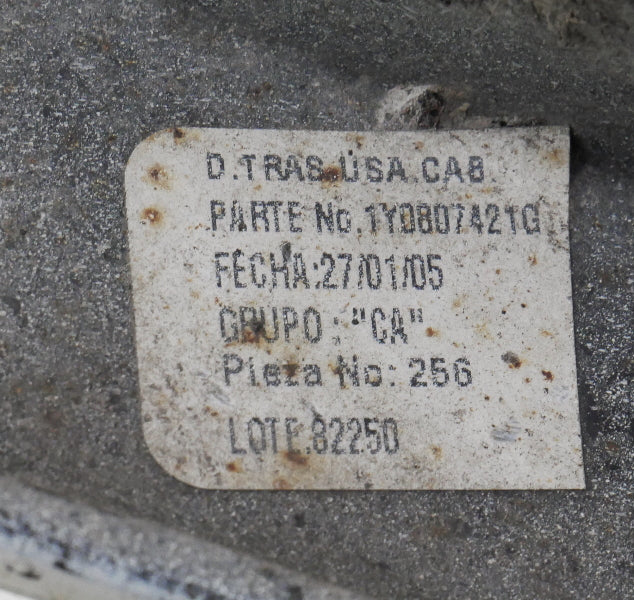 D.TRAS.USA.CAB.
PARTE No.1Y0807421G
FECHA:27/01/05
GRUPO: "CA"
Pieza No: 256
LOTE:82250